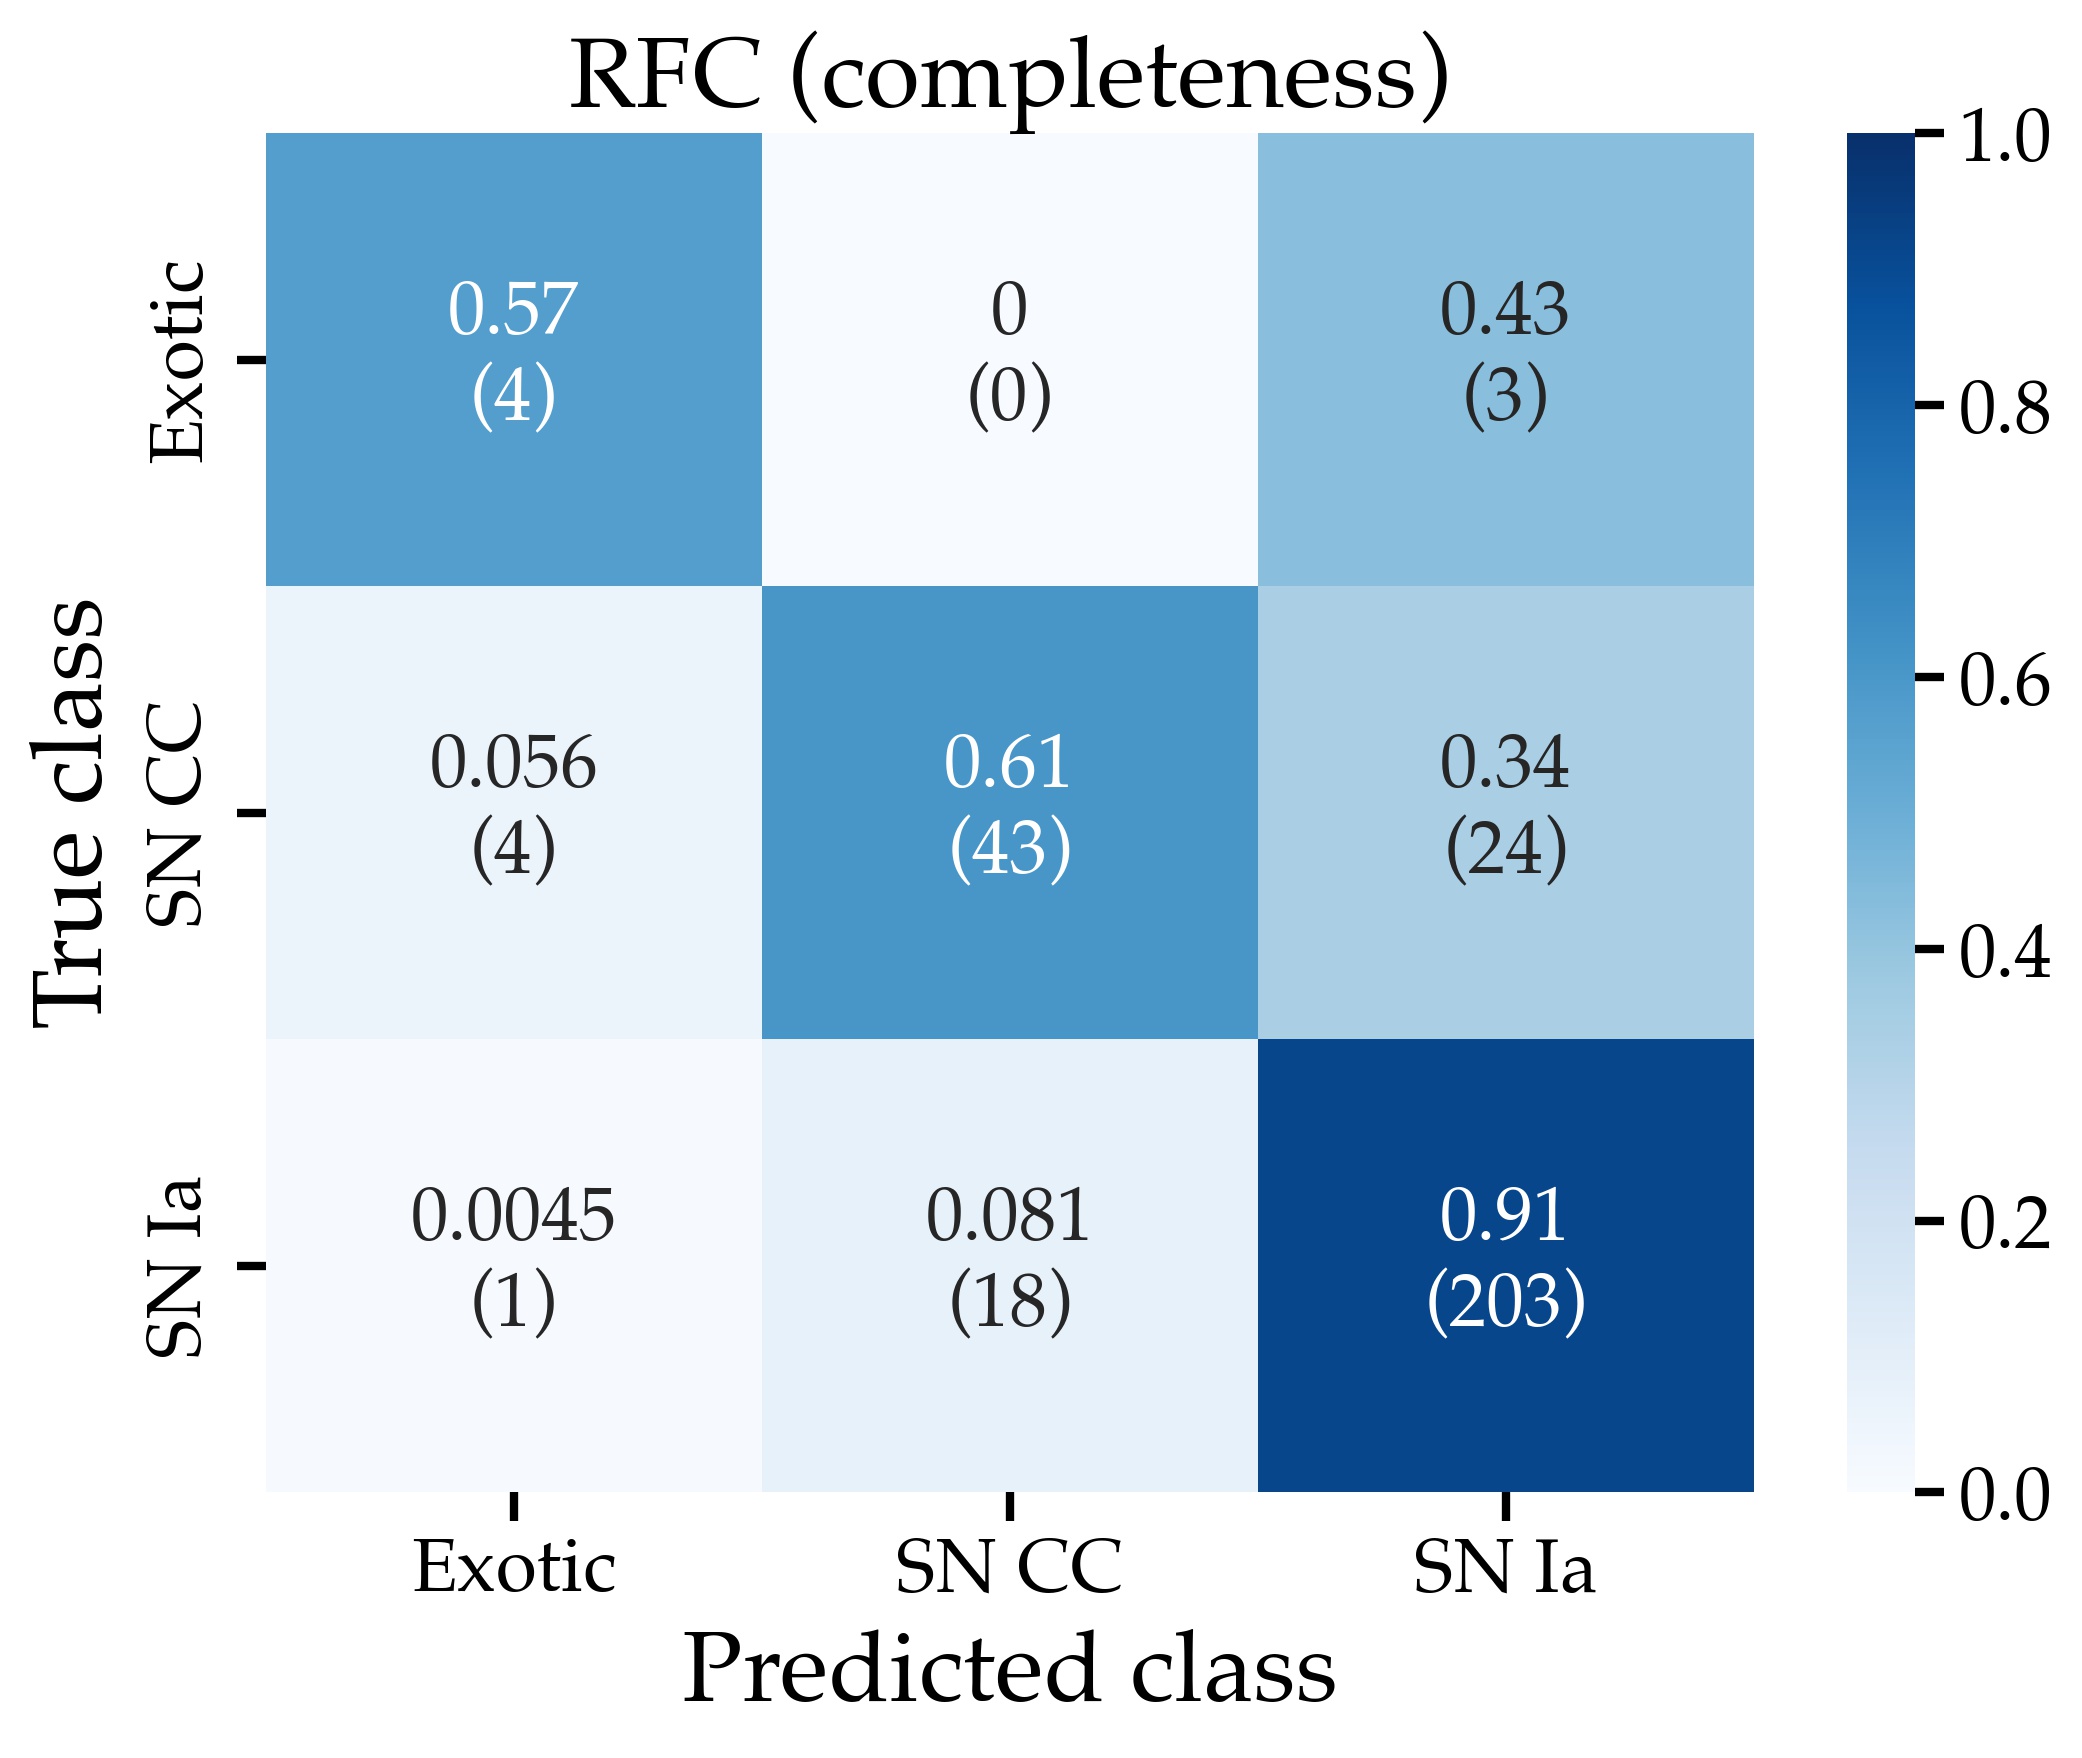 RFC (completeness)
True class
Exotic
SN CC
SN Ia
0.57
(4)
0
(0)
0.43
(3)
0.056
(4)
0.61
(43)
0.34
(24)
0.0045
(1)
0.081
(18)
0.91
(203)
Exotic
SN CC
SN Ia
Predicted class
1.0
0.8
0.6
0.4
0.2
0.0